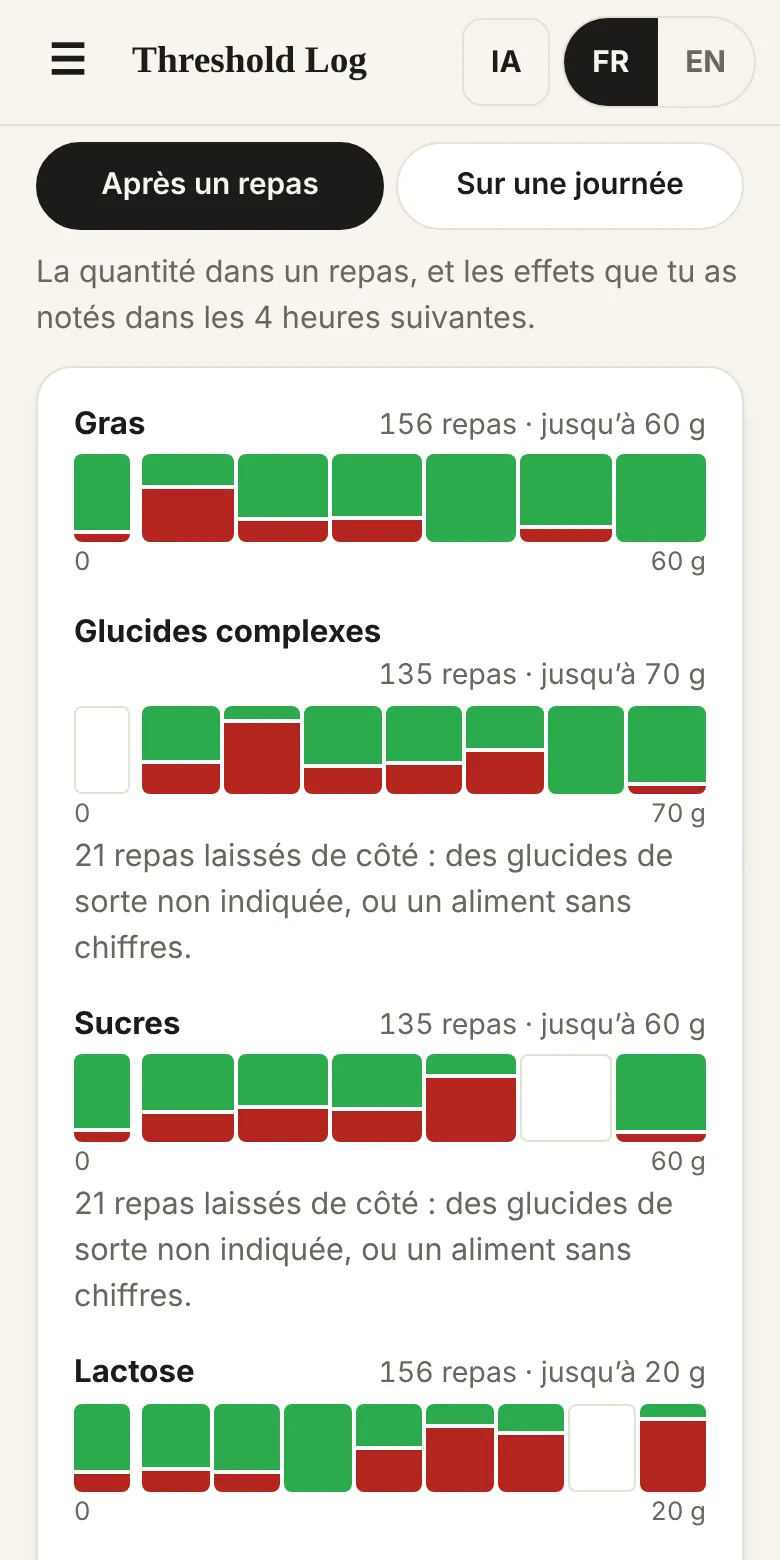 ☰ Threshold Log IA FR EN
Après un repas Sur une journée
La quantité dans un repas, et les effets que tu as
notés dans les 4 heures suivantes.
Gras 156 repas · jusqu’à 60 g
0 60 g
Glucides complexes
135 repas · jusqu’à 70 g
0 70 g
21 repas laissés de côté : des glucides de
sorte non indiquée, ou un aliment sans
chiffres.
Sucres 135 repas · jusqu’à 60 g
0 60 g
21 repas laissés de côté : des glucides de
sorte non indiquée, ou un aliment sans
chiffres.
Lactose 156 repas · jusqu’à 20 g
0 20 g